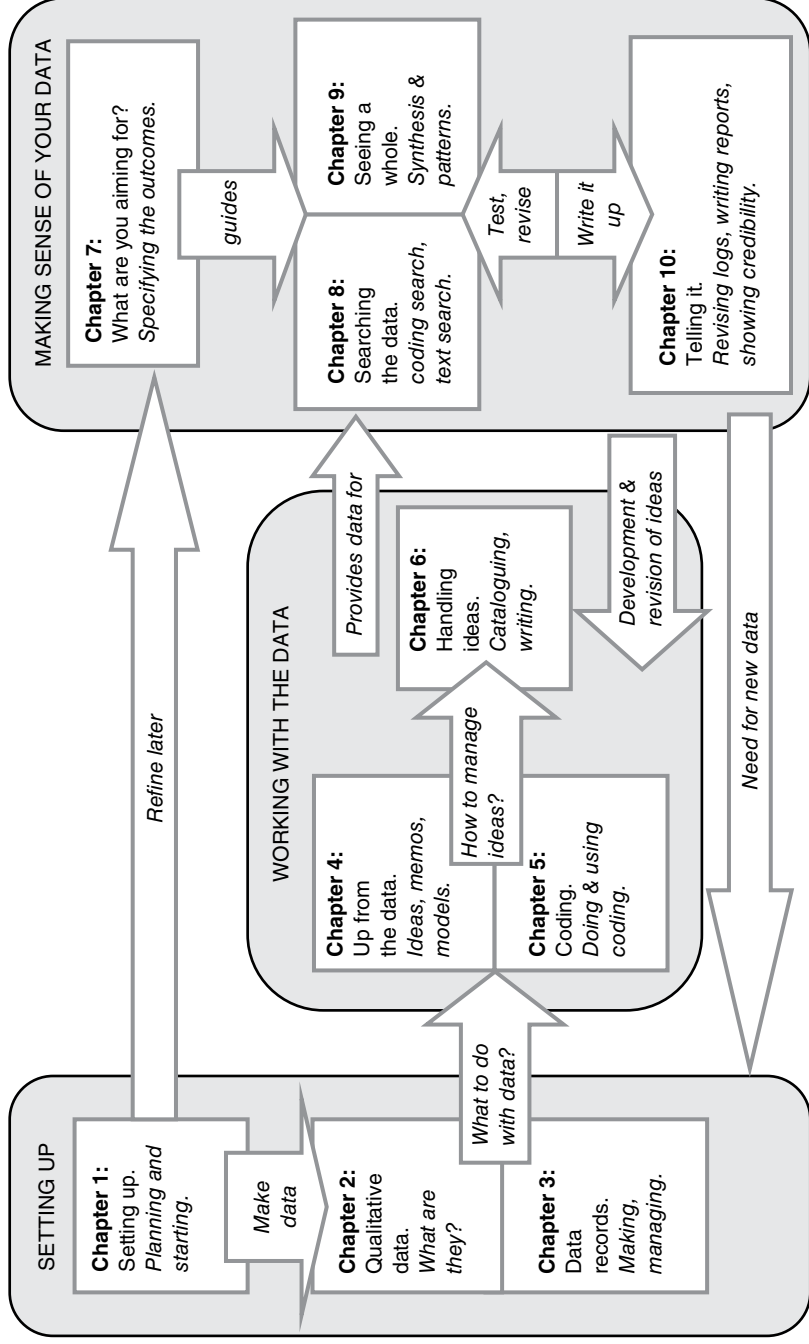 SETTING UP
Chapter 1:
Setting up.
Planning and
starting.
Make
data
Chapter 2:
Qualitative
data.
What are
they?
Chapter 3:
Data
records.
Making,
managing.
What to do
with data?
Refine later
WORKING WITH THE DATA
Chapter 4:
Up from
the data.
Ideas, memos,
models.
Chapter 5:
Coding.
Doing & using
coding.
How to manage
ideas?
Chapter 6:
Handling
ideas.
Cataloguing,
writing.
Provides data for
Development &
revision of ideas
Need for new data
MAKING SENSE OF YOUR DATA
Chapter 7:
What are you aiming for?
Specifying the outcomes.
guides
Chapter 8:
Searching
the data.
coding search,
text search.
Chapter 9:
Seeing a
whole.
Synthesis &
patterns.
Test,
revise
Write it
up
Chapter 10:
Telling it.
Revising logs, writing reports,
showing credibility.